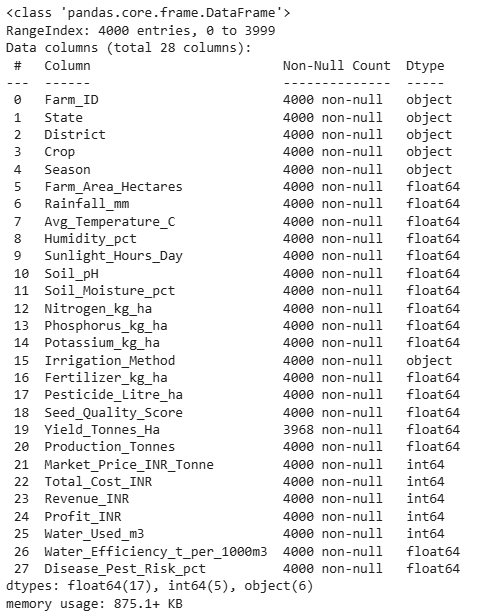 <class 'pandas.core.frame.DataFrame'>
RangeIndex: 4000 entries, 0 to 3999
Data columns (total 28 columns):
 #   Column                      Non-Null Count  Dtype
---  ------                      --------------  -----
 0   Farm_ID                     4000 non-null   object
 1   State                       4000 non-null   object
 2   District                    4000 non-null   object
 3   Crop                        4000 non-null   object
 4   Season                      4000 non-null   object
 5   Farm_Area_Hectares          4000 non-null   float64
 6   Rainfall_mm                 4000 non-null   float64
 7   Avg_Temperature_C           4000 non-null   float64
 8   Humidity_pct                4000 non-null   float64
 9   Sunlight_Hours_Day          4000 non-null   float64
 10  Soil_pH                     4000 non-null   float64
 11  Soil_Moisture_pct           4000 non-null   float64
 12  Nitrogen_kg_ha              4000 non-null   float64
 13  Phosphorus_kg_ha            4000 non-null   float64
 14  Potassium_kg_ha             4000 non-null   float64
 15  Irrigation_Method           4000 non-null   object
 16  Fertilizer_kg_ha            4000 non-null   float64
 17  Pesticide_Litre_ha          4000 non-null   float64
 18  Seed_Quality_Score          4000 non-null   float64
 19  Yield_Tonnes_Ha             3968 non-null   float64
 20  Production_Tonnes           4000 non-null   float64
 21  Market_Price_INR_Tonne      4000 non-null   int64
 22  Total_Cost_INR              4000 non-null   int64
 23  Revenue_INR                 4000 non-null   int64
 24  Profit_INR                  4000 non-null   int64
 25  Water_Used_m3               4000 non-null   int64
 26  Water_Efficiency_t_per_1000m3  4000 non-null   float64
 27  Disease_Pest_Risk_pct       4000 non-null   float64
dtypes: float64(17), int64(5), object(6)
memory usage: 875.1+ KB